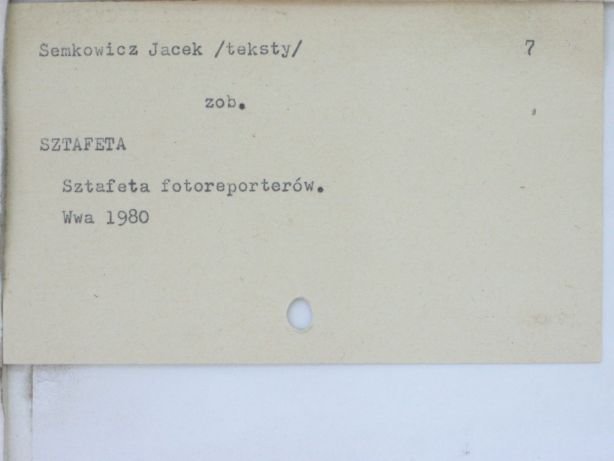 Semkowicz Jacek /teksty/ 7
zob.
SZTAFETA
Sztafeta fotoreporterów.
Wwa 1980